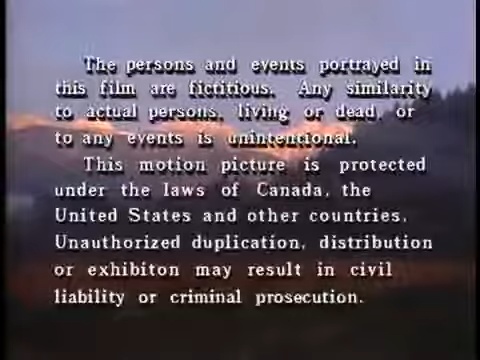 The persons and events portrayed in
this film are fictitious. Any similarity
to actual persons, living or dead, or
to any events is unintentional.
This motion picture is protected
under the laws of Canada, the
United States and other countries.
Unauthorized duplication, distribution
or exhibiton may result in civil
liability or criminal prosecution.